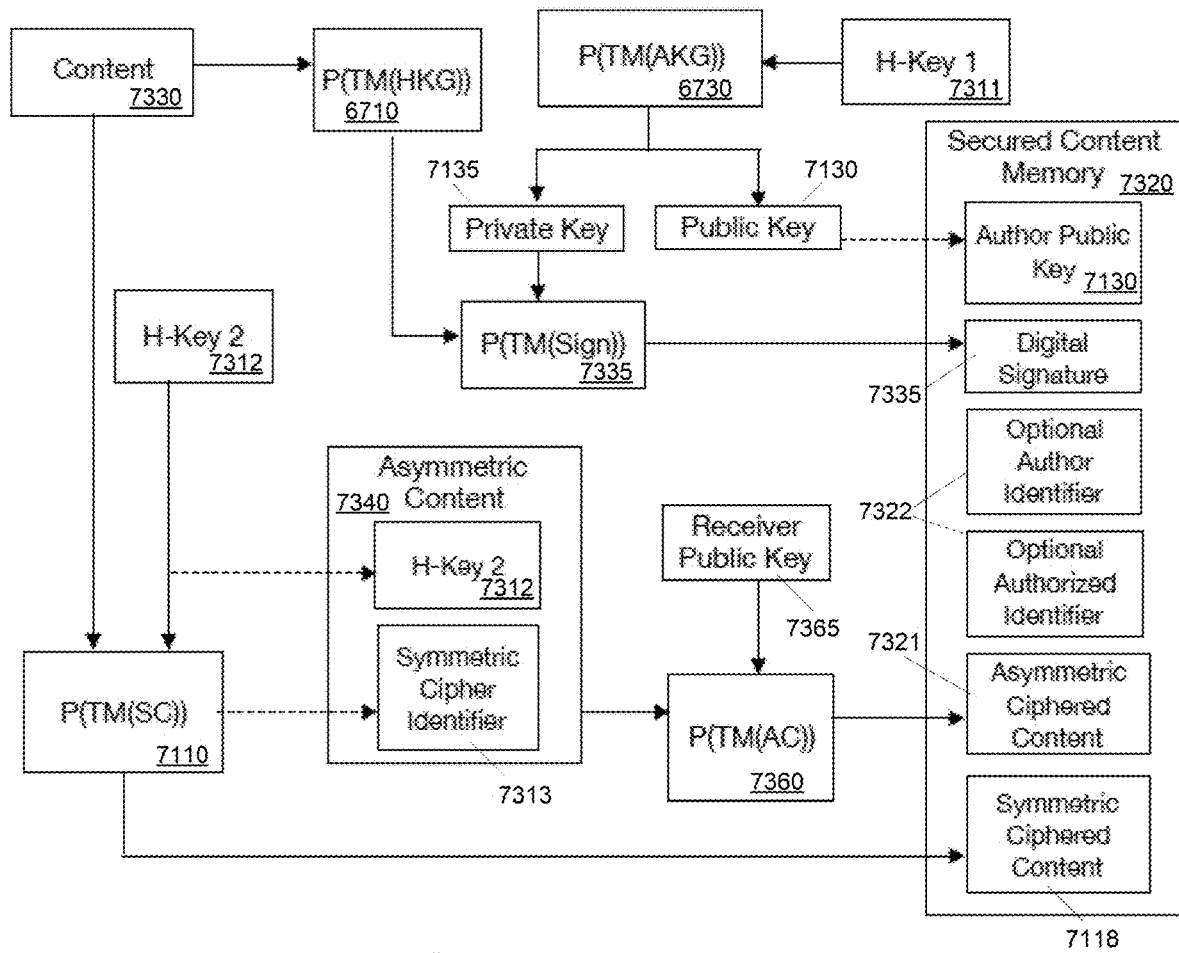 Content
7330
P(TM(HKG))
6710
P(TM(AKG))
6730
H-Key 1
7311
7135
7130
Private Key
Public Key
Secured Content
Memory
7320
Author Public
Key
7130
H-Key 2
7312
P(TM(Sign))
7335
Digital
Signature
7335
Optional
Author
Identifier
7322
Optional
Authorized
Identifier
Asymmetric
Content
7340
H-Key 2
7312
Receiver
Public Key
7365
Symmetric
Cipher
Identifier
7313
P(TM(SC))
7110
P(TM(AC))
7360
7321
Asymmetric
Ciphered
Content
Symmetric
Ciphered
Content
7118